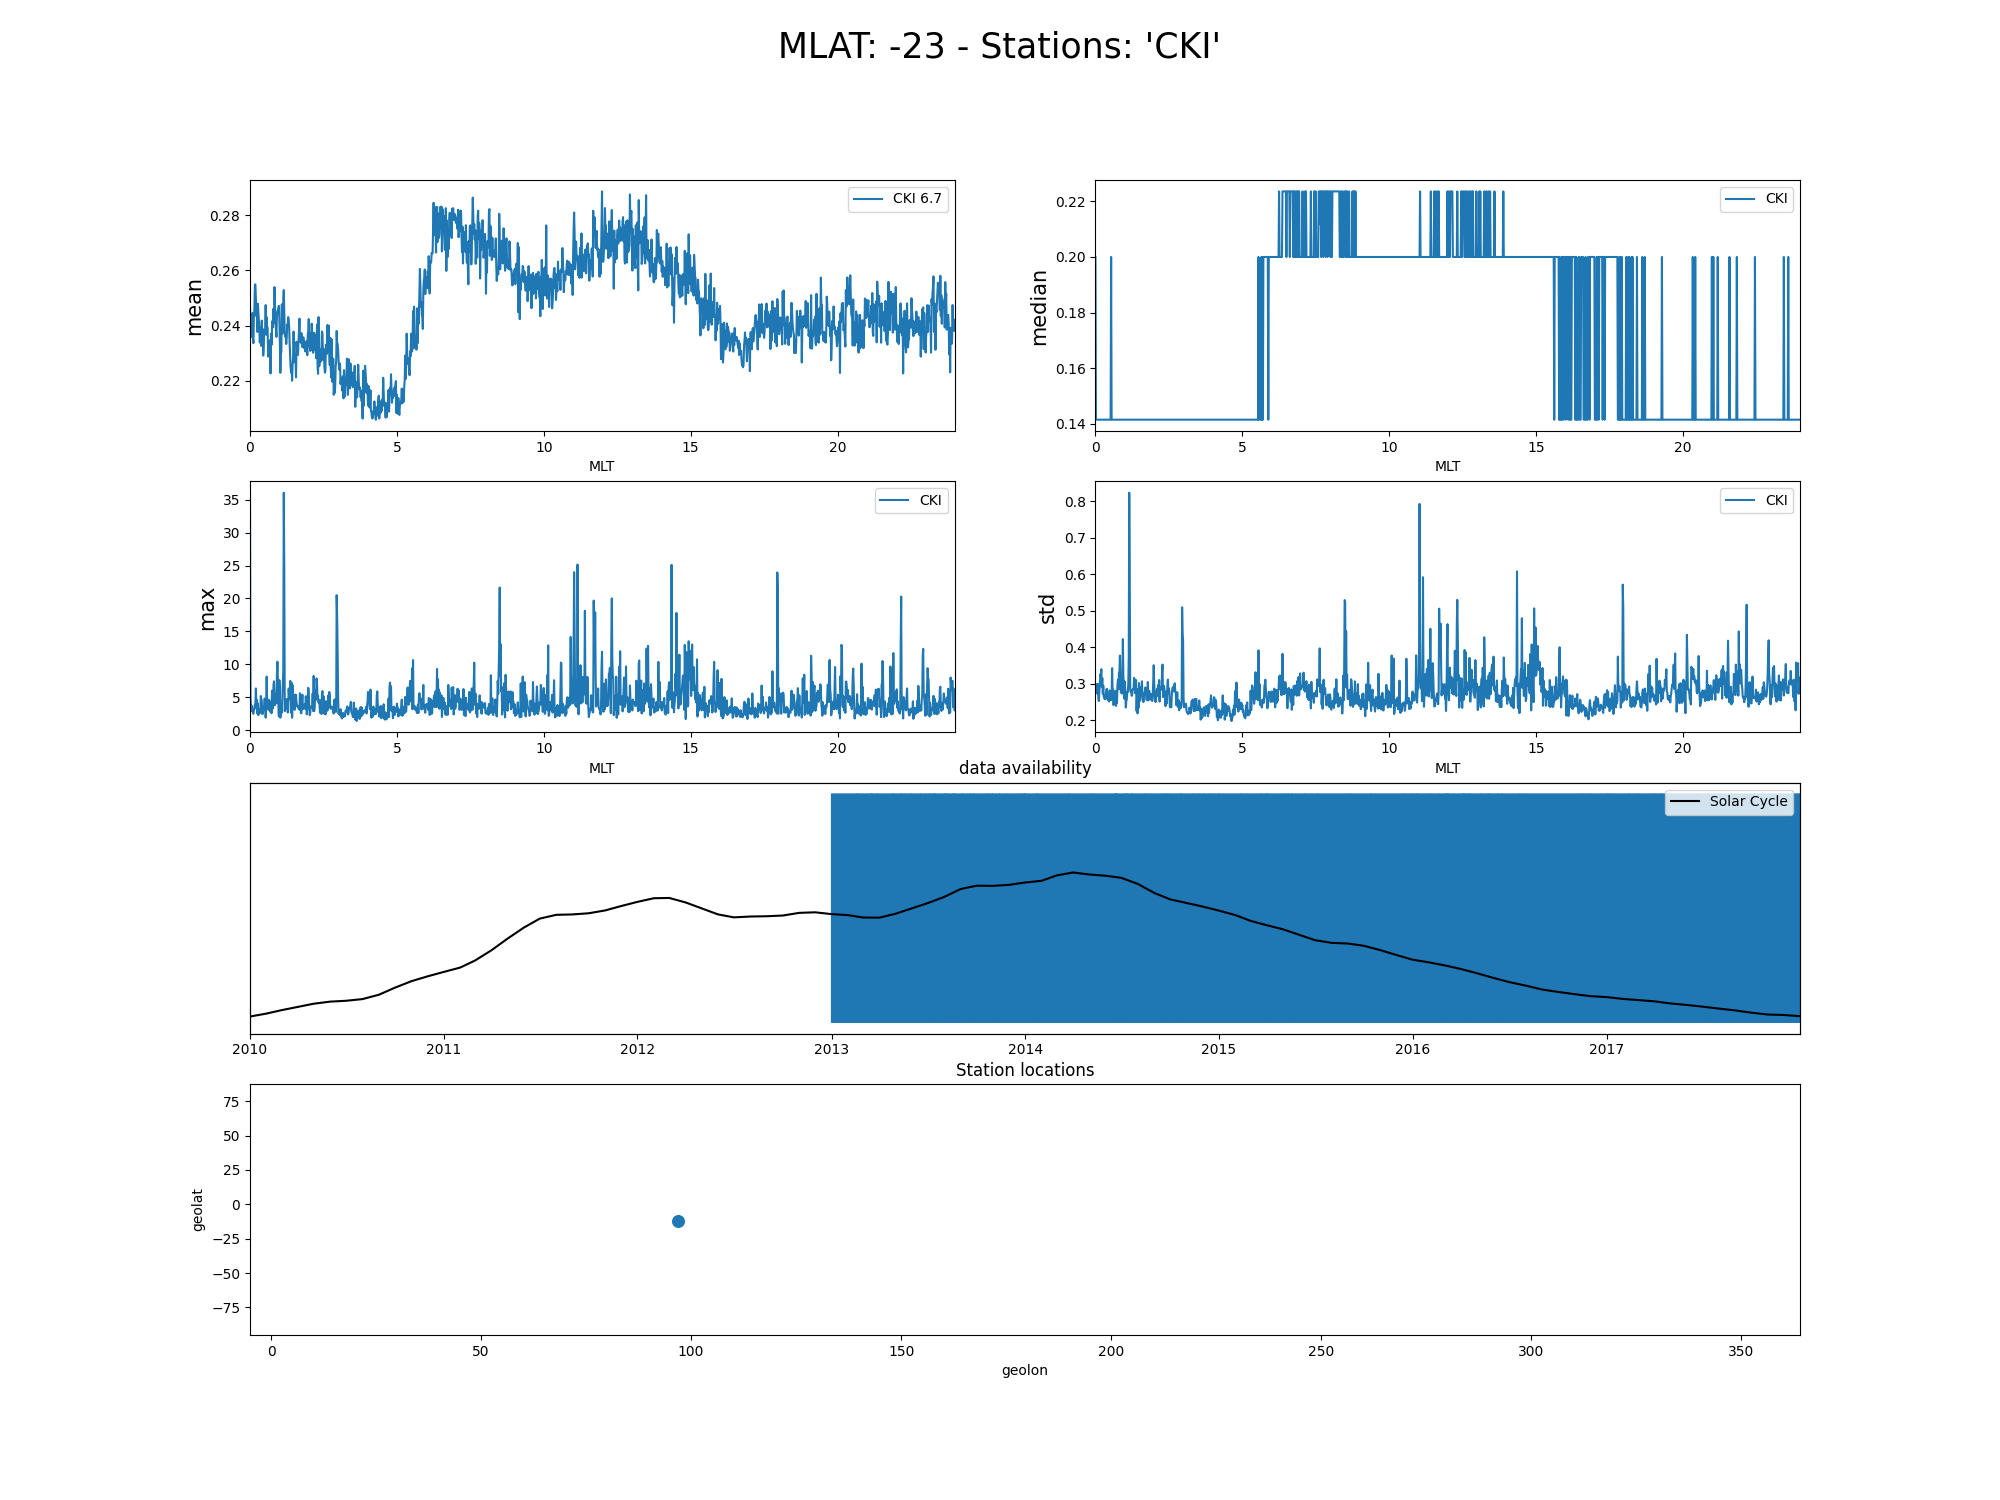 MLAT: -23 - Stations: 'CKI'
mean
0.28
0.26
0.24
0.22
CKI 6.7
0 5 10 15 20
MLT
median
0.22
0.20
0.18
0.16
0.14
CKI
0 5 10 15 20
MLT
max
35
30
25
20
15
10
5
0
CKI
0 5 10 15 20
MLT
std
0.8
0.7
0.6
0.5
0.4
0.3
0.2
CKI
0 5 10 15 20
MLT
data availability
Solar Cycle
2010 2011 2012 2013 2014 2015 2016 2017
Station locations
geolat
75
50
25
0
−25
−50
−75
0 50 100 150 200 250 300 350
geolon